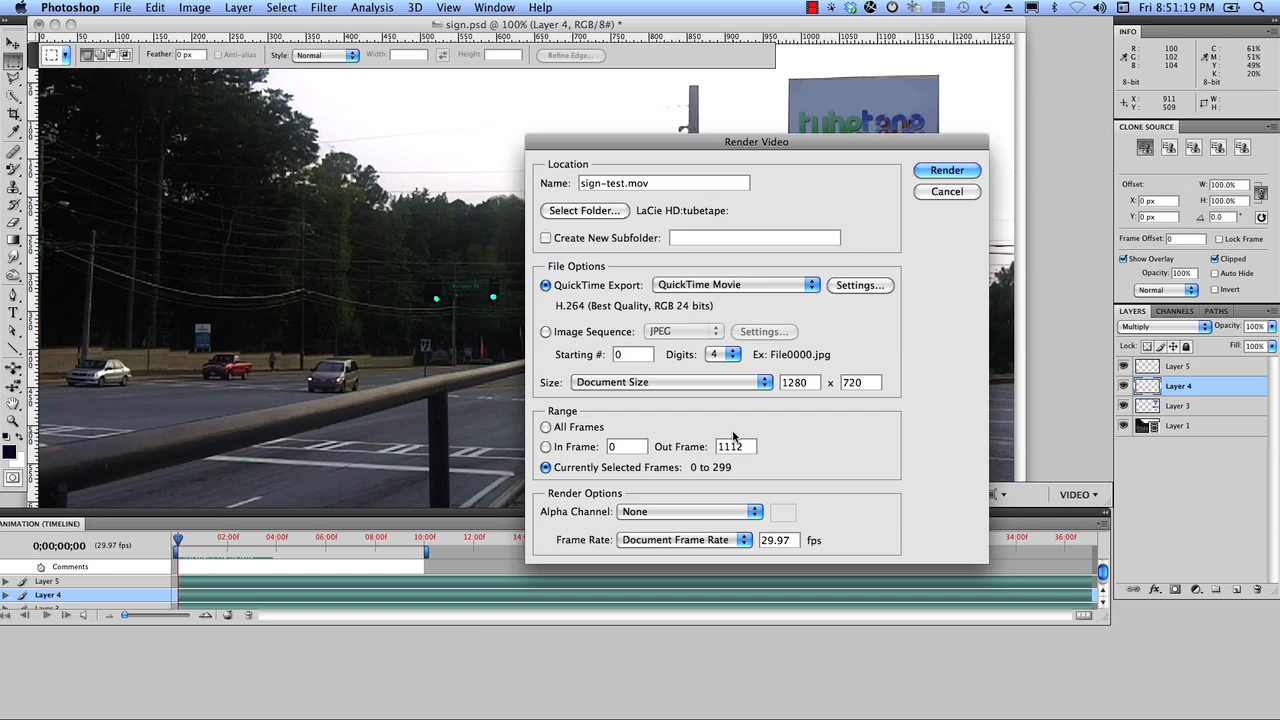 Photoshop File Edit Image Layer Select Filter Analysis 3D View Window Help Fri 8:51:19 PM
sign.psd @ 100% (Layer 4, RGB/8#) *
Feather: 0 px Anti-alias Style: Normal Width: Height: Refine Edge...
tubetape
Render Video
Location
Name: sign-test.mov
Render
Cancel
Select Folder... LaCie HD:tubetape:
Create New Subfolder:
File Options
QuickTime Export: QuickTime Movie Settings...
H.264 (Best Quality, RGB 24 bits)
Image Sequence: JPEG Settings...
Starting #: 0 Digits: 4 Ex: File0000.jpg
Size: Document Size 1280 x 720
Range
All Frames
In Frame: 0 Out Frame: 1112
Currently Selected Frames: 0 to 299
Render Options
Alpha Channel: None
Frame Rate: Document Frame Rate 29.97 fps
INFO
R: 100 C: 61%
G: 102 M: 51%
B: 104 Y: 49%
K: 20%
8-bit 8-bit
X: 911 W:
Y: 509 H:
CLONE SOURCE
Offset: W: 100.0%
X: 0 px H: 100.0%
Y: 0 px 0.0 °
Frame Offset: 0 Lock Frame
Show Overlay Clipped
Opacity: 100% Auto Hide
Normal Invert
LAYERS CHANNELS PATHS
Multiply Opacity: 100%
Lock: Fill: 100%
Layer 5
Layer 4
Layer 3
Layer 1
VIDEO
ANIMATION (TIMELINE)
0;00;00;00 (29.97 fps) 02:00f 04:00f 06:00f 08:00f 10:00f 12:00f 34:00f 36:00f
Comments
Layer 5
Layer 4